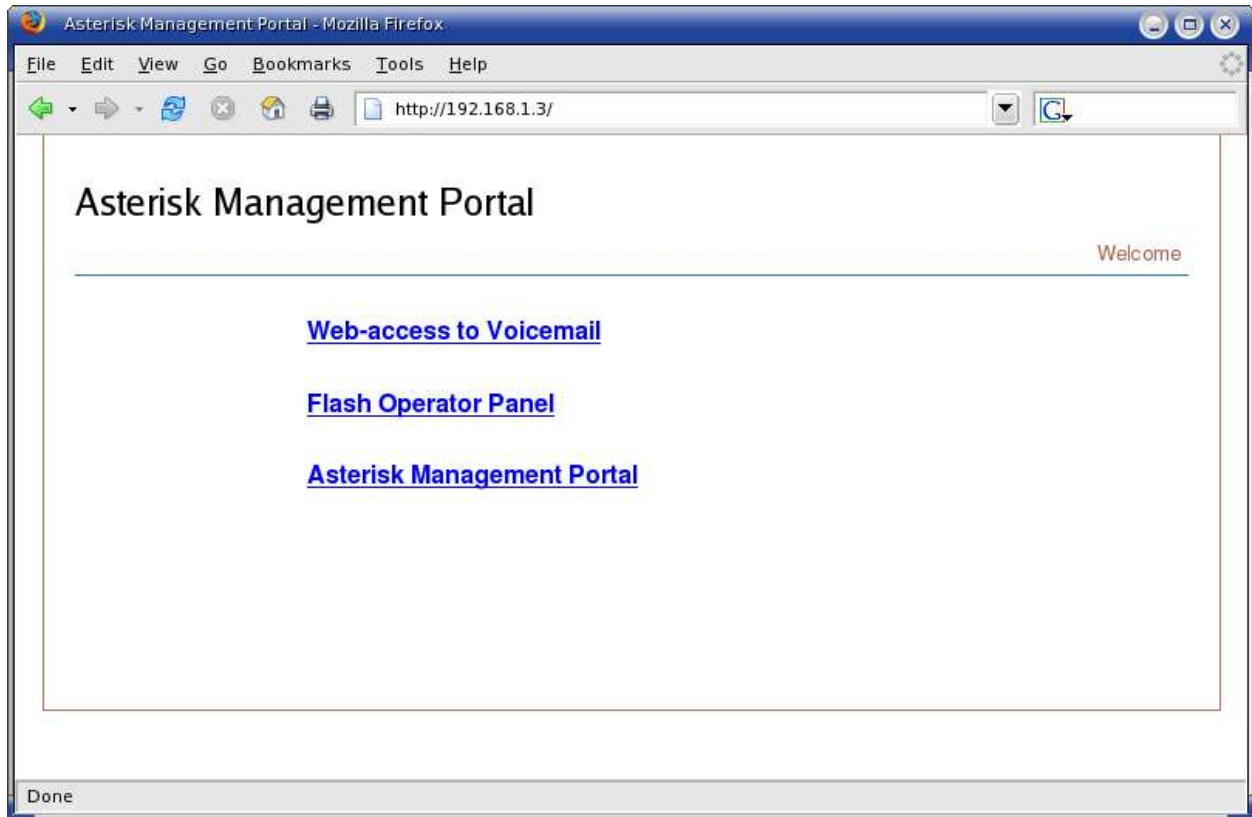 Asterisk Management Portal - Mozilla Firefox
File Edit View Go Bookmarks Tools Help
http://192.168.1.3/
G
Asterisk Management Portal
Welcome
Web-access to Voicemail
Flash Operator Panel
Asterisk Management Portal
Done